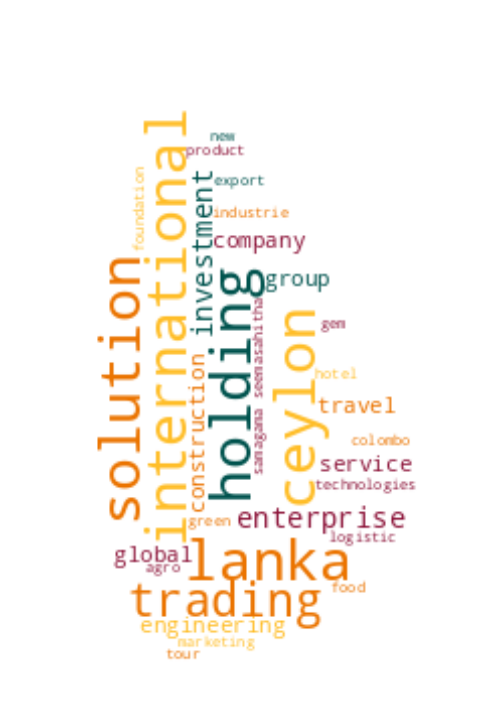 new
product
international
foundation
investment
export
industrie
company
solution
holding
group
seemasahitha
ceylon
gem
construction
hotel
travel
samagama
colombo
service
technologies
enterprise
green
logistic
global
lanka
agro
trading
food
engineering
marketing
tour